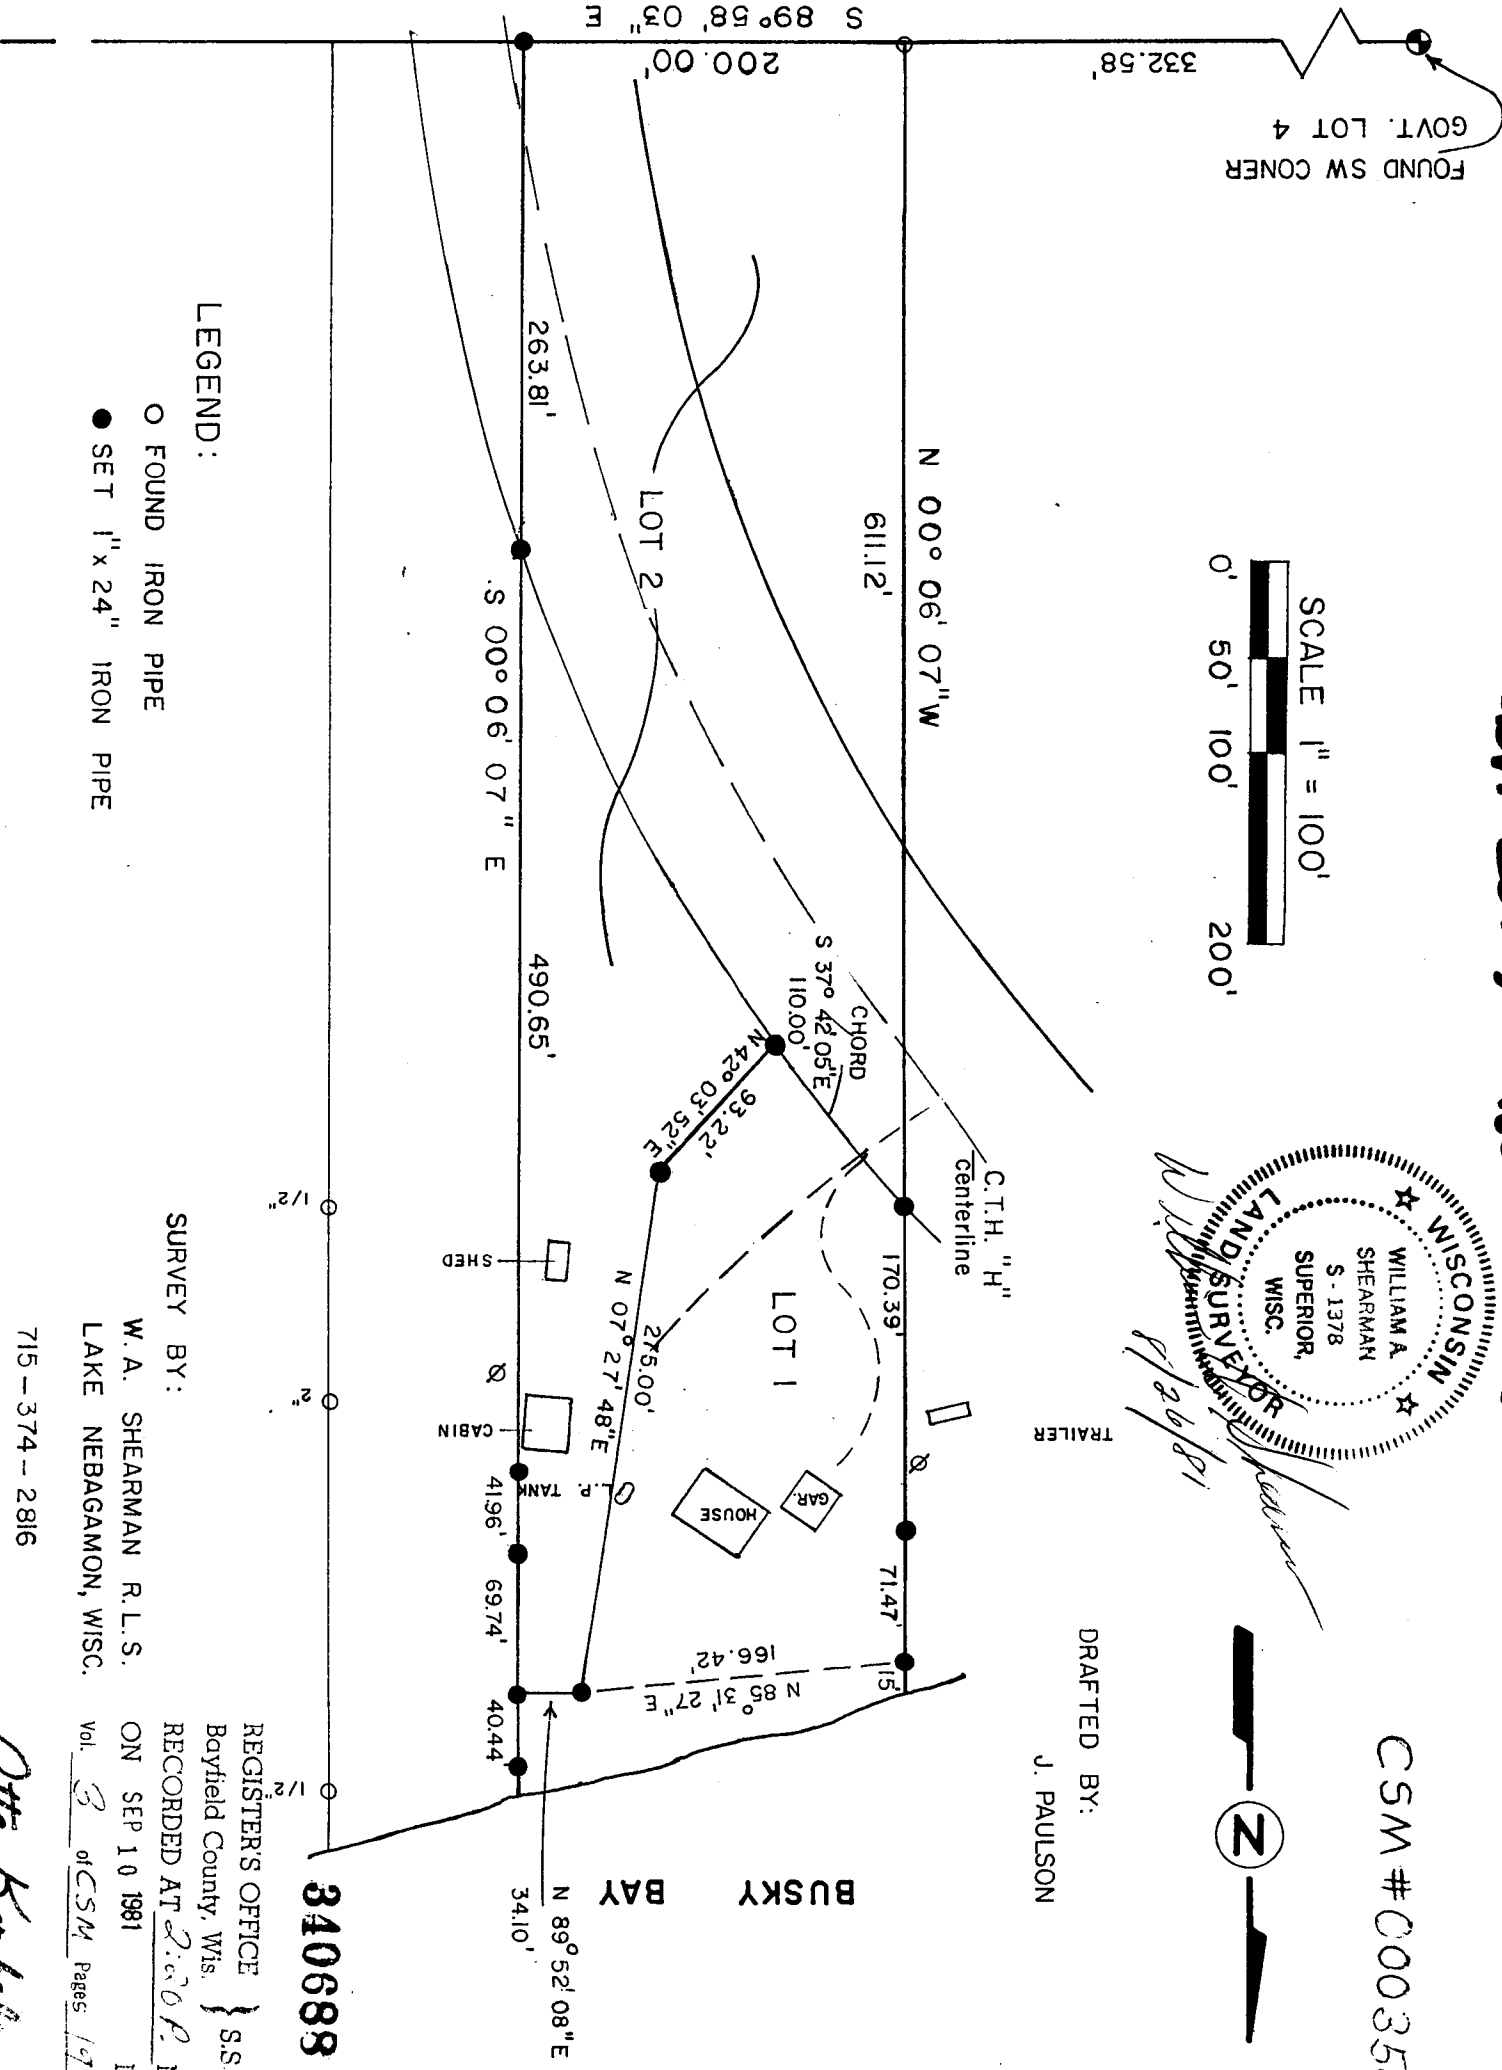 CSM #0035
SCALE 1" = 100'
0' 50' 100' 200'
WISCONSIN
LAND SURVEYOR
WILLIAM A.
SHEARMAN
S-1378
SUPERIOR,
WISC.
8/26/81
DRAFTED BY:
J. PAULSON
N
FOUND SW CONER
GOVT. LOT 4
332.58'
200.00'
S 89°58' 03" E
N 00° 06' 07" W
611.12'
170.39'
71.47'
15'
C.T.H. "H"
centerline
CHORD
S 37° 42' 05" E
110.00'
N 42° 03' 52" E
93.22'
LOT 1
LOT 2
TRAILER
GAR.
HOUSE
275.00'
N 07° 27' 48" E
L.P. TANK
CABIN
SHED
N 85° 31' 27" E
166.42'
BUSKY BAY
N 89° 52' 08" E
34.10'
263.81'
S 00° 06' 07" E
490.65'
41.96'
69.74'
40.44'
1/2"
2"
1/2"
LEGEND:
O FOUND IRON PIPE
● SET 1" x 24" IRON PIPE
SURVEY BY:
W. A. SHEARMAN R. L. S.
LAKE NEBAGAMON, WISC.
715-374-2816
340688
REGISTER'S OFFICE
Bayfield County, Wis. } S.S.
RECORDED AT 2:20 P.
ON SEP 10 1981
Vol. 3 of CSM Pages 19
Otto